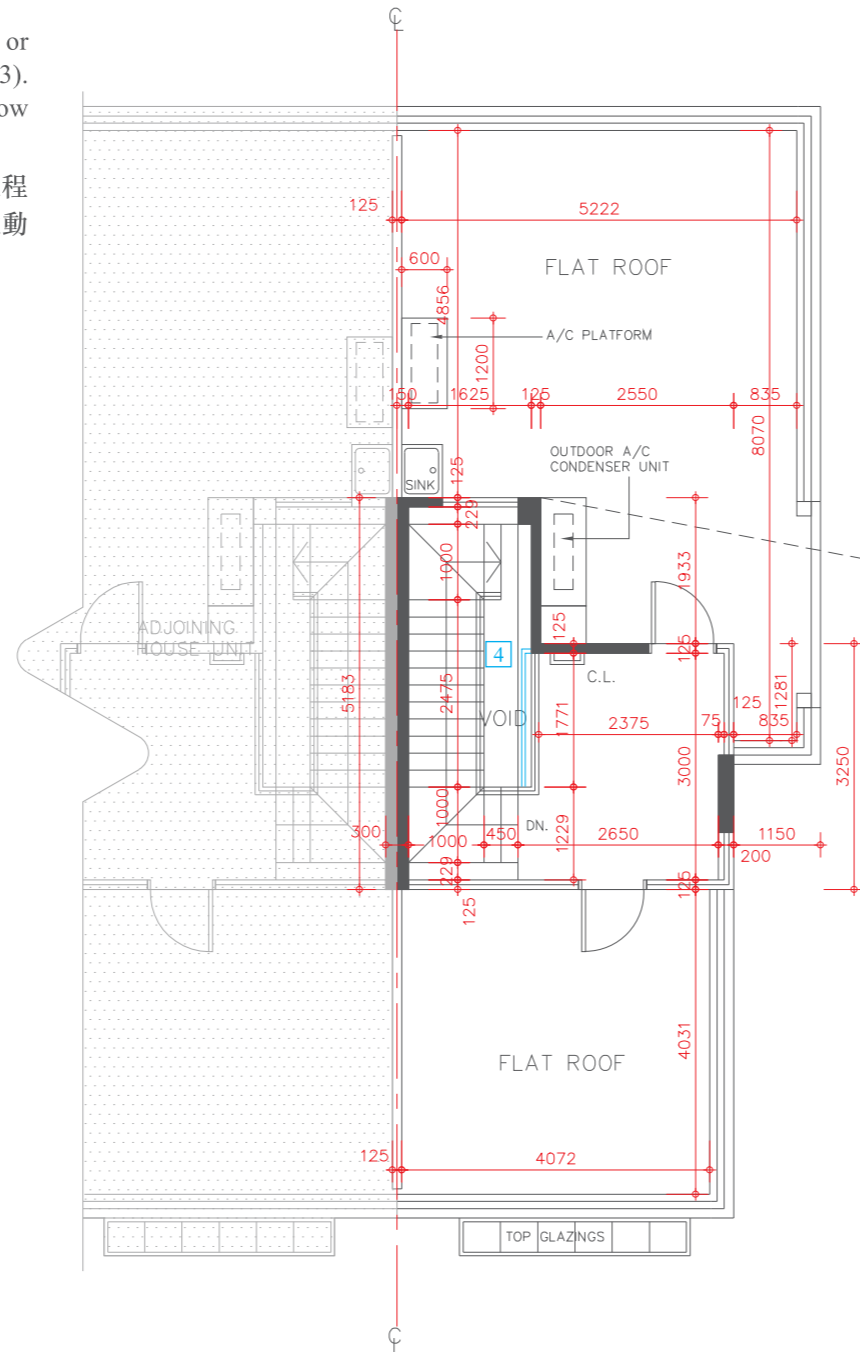 ℄
or
3).
ow
程
動
125
5222
600
FLAT ROOF
4856
A/C PLATFORM
1200
150
1625
125
2550
835
8070
OUTDOOR A/C
CONDENSER UNIT
125
SINK
229
1000
1933
ADJOINING
HOUSE UNIT
125
125
4
C.L.
5183
2475
1771
VOID
1281
125
2375
75
835
3000
3250
1000
DN.
300
1000
450
1229
2650
1150
200
229
125
125
4031
FLAT ROOF
125
4072
TOP GLAZINGS
℄